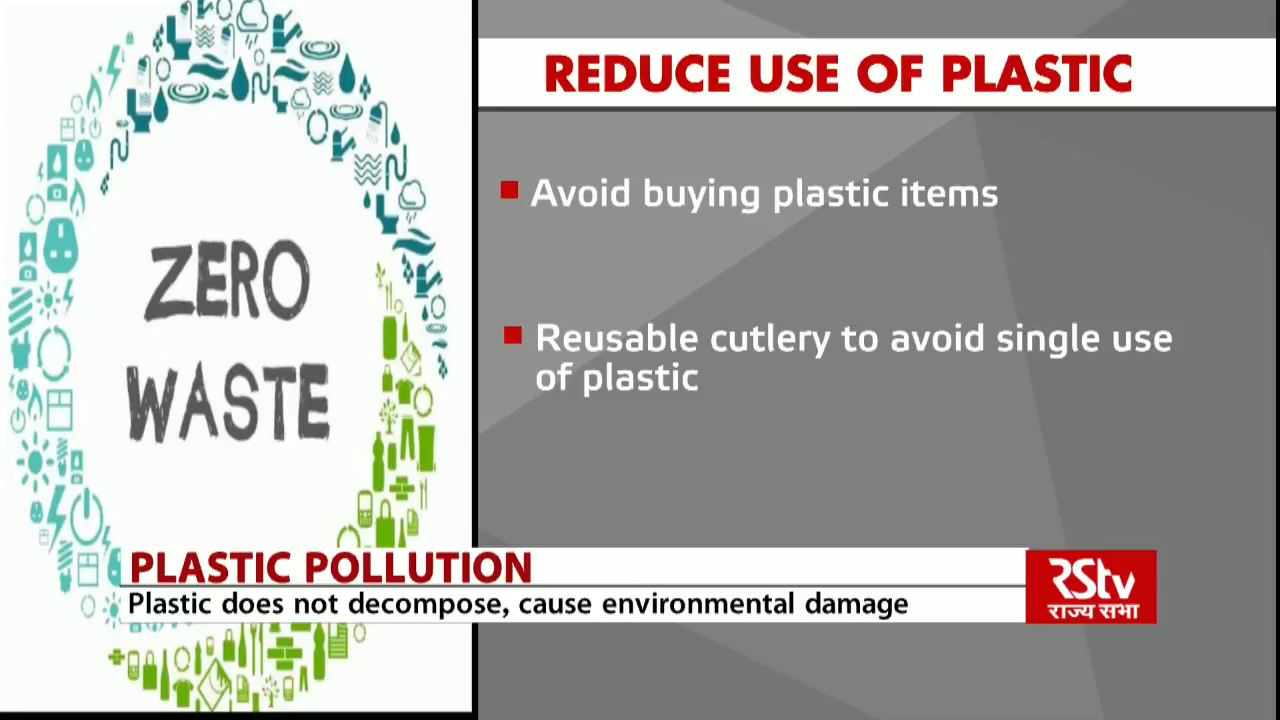 ZERO
WASTE
REDUCE USE OF PLASTIC
Avoid buying plastic items
Reusable cutlery to avoid single use
of plastic
PLASTIC POLLUTION
Plastic does not decompose, cause environmental damage
RStv
राज्य सभा